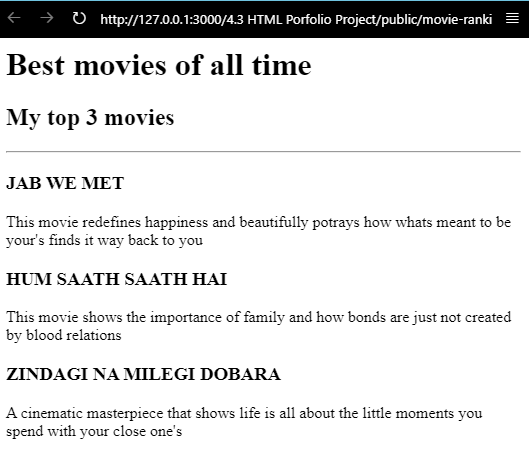 http://127.0.0.1:3000/4.3 HTML Porfolio Project/public/movie-ranki
Best movies of all time
My top 3 movies
JAB WE MET
This movie redefines happiness and beautifully potrays how whats meant to be
your's finds it way back to you
HUM SAATH SAATH HAI
This movie shows the importance of family and how bonds are just not created
by blood relations
ZINDAGI NA MILEGI DOBARA
A cinematic masterpiece that shows life is all about the little moments you
spend with your close one's